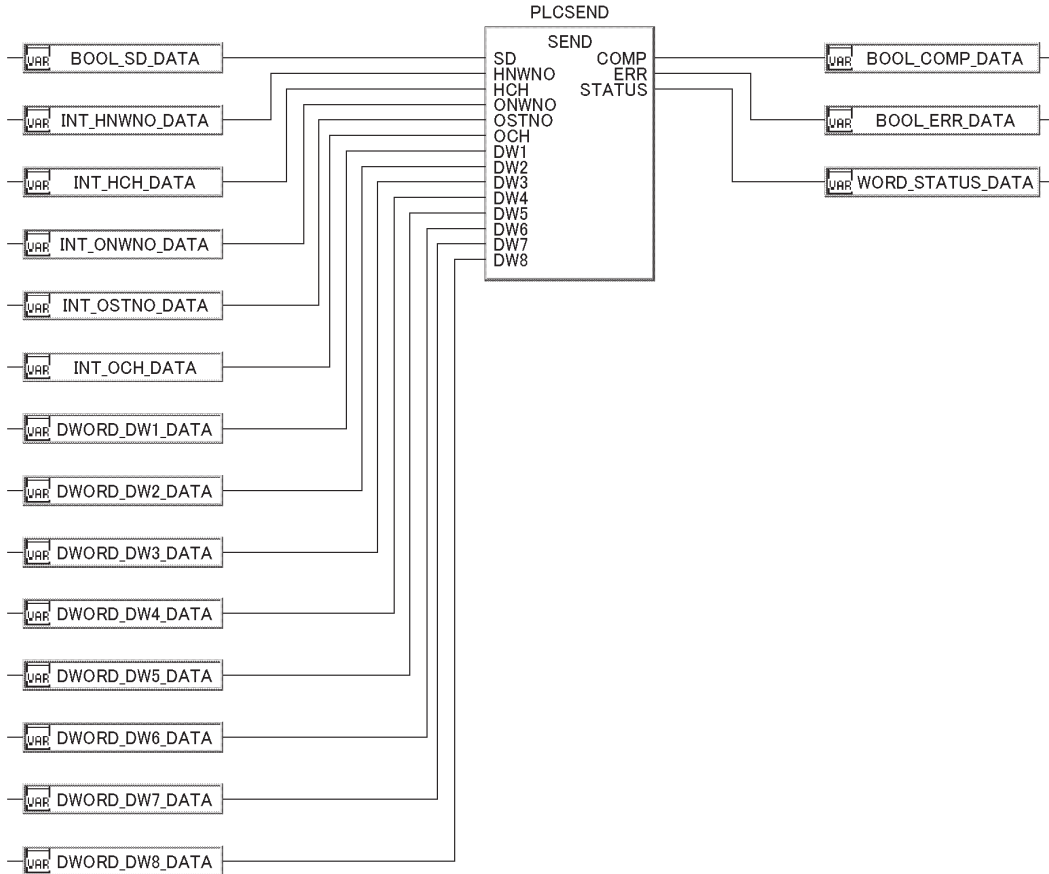 PLCSEND
SEND
VAR BOOL_SD_DATA
VAR INT_HNWNO_DATA
VAR INT_HCH_DATA
VAR INT_ONWNO_DATA
VAR INT_OSTNO_DATA
VAR INT_OCH_DATA
VAR DWORD_DW1_DATA
VAR DWORD_DW2_DATA
VAR DWORD_DW3_DATA
VAR DWORD_DW4_DATA
VAR DWORD_DW5_DATA
VAR DWORD_DW6_DATA
VAR DWORD_DW7_DATA
VAR DWORD_DW8_DATA
SD COMP
HNWNO ERR
HCH STATUS
ONWNO
OSTNO
OCH
DW1
DW2
DW3
DW4
DW5
DW6
DW7
DW8
VAR BOOL_COMP_DATA
VAR BOOL_ERR_DATA
VAR WORD_STATUS_DATA